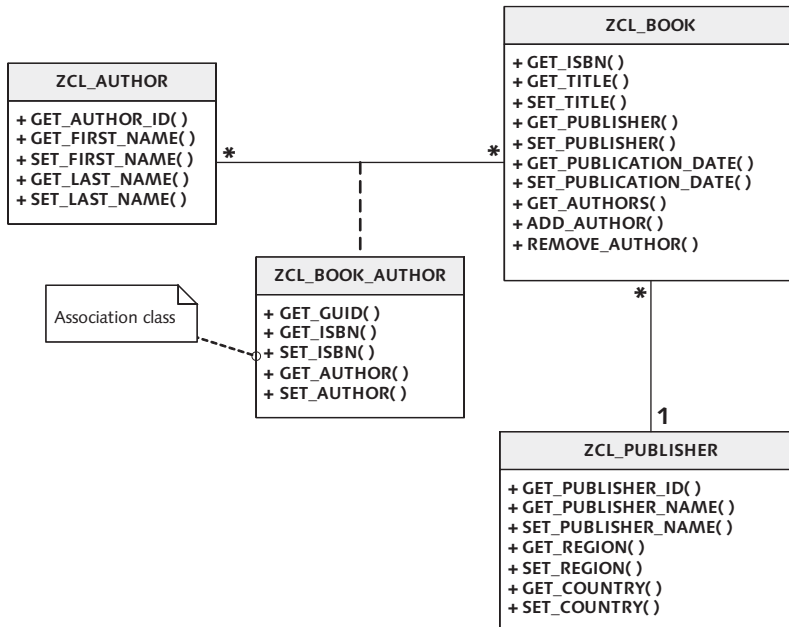 ZCL_AUTHOR
+ GET_AUTHOR_ID( )
+ GET_FIRST_NAME( )
+ SET_FIRST_NAME( )
+ GET_LAST_NAME( )
+ SET_LAST_NAME( )
*
*
ZCL_BOOK
+ GET_ISBN( )
+ GET_TITLE( )
+ SET_TITLE( )
+ GET_PUBLISHER( )
+ SET_PUBLISHER( )
+ GET_PUBLICATION_DATE( )
+ SET_PUBLICATION_DATE( )
+ GET_AUTHORS( )
+ ADD_AUTHOR( )
+ REMOVE_AUTHOR( )
Association class
ZCL_BOOK_AUTHOR
+ GET_GUID( )
+ GET_ISBN( )
+ SET_ISBN( )
+ GET_AUTHOR( )
+ SET_AUTHOR( )
*
1
ZCL_PUBLISHER
+ GET_PUBLISHER_ID( )
+ GET_PUBLISHER_NAME( )
+ SET_PUBLISHER_NAME( )
+ GET_REGION( )
+ SET_REGION( )
+ GET_COUNTRY( )
+ SET_COUNTRY( )